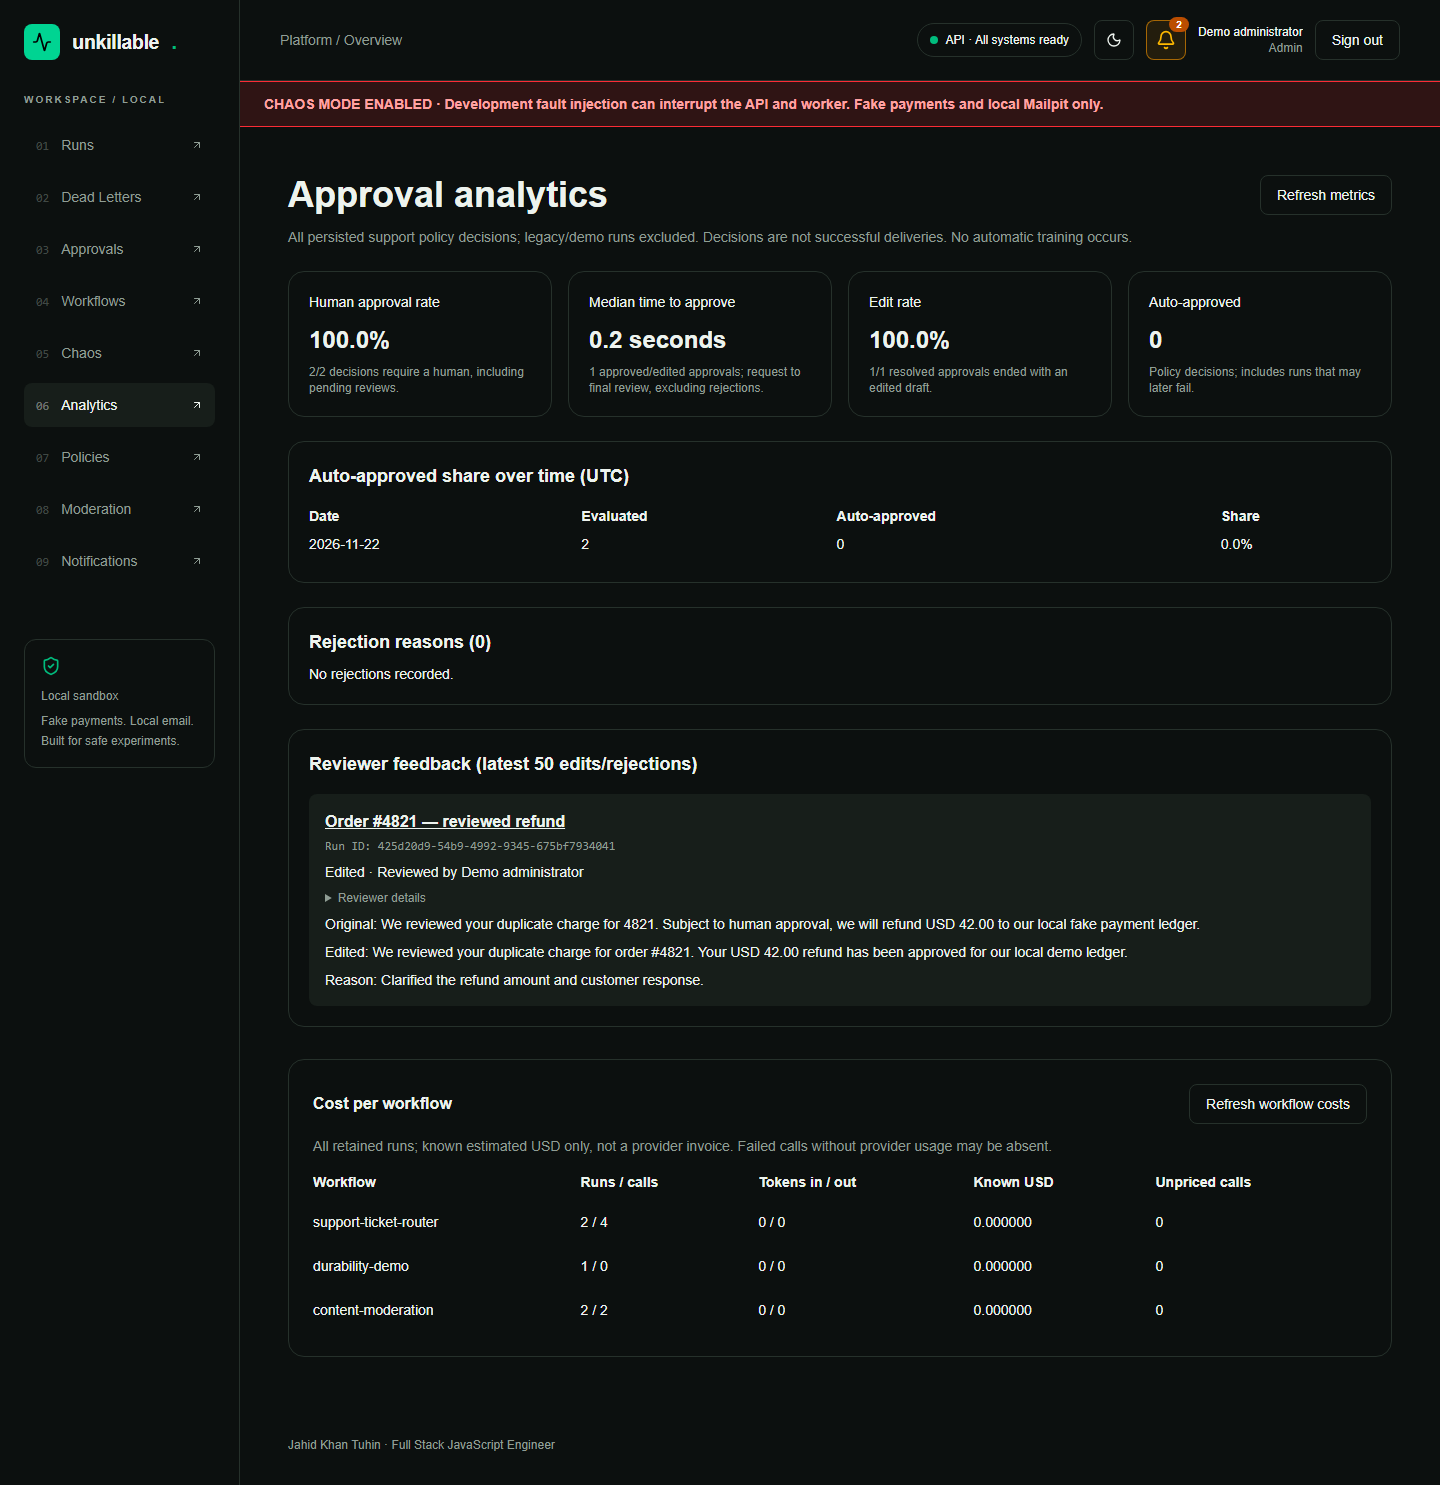 unkillable .
Platform / Overview
API · All systems ready
2
Demo administrator
Admin
Sign out
WORKSPACE / LOCAL
01 Runs
02 Dead Letters
03 Approvals
04 Workflows
05 Chaos
06 Analytics
07 Policies
08 Moderation
09 Notifications
Local sandbox
Fake payments. Local email.
Built for safe experiments.
CHAOS MODE ENABLED · Development fault injection can interrupt the API and worker. Fake payments and local Mailpit only.
Approval analytics
Refresh metrics
All persisted support policy decisions; legacy/demo runs excluded. Decisions are not successful deliveries. No automatic training occurs.
Human approval rate
100.0%
2/2 decisions require a human, including
pending reviews.
Median time to approve
0.2 seconds
1 approved/edited approvals; request to
final review, excluding rejections.
Edit rate
100.0%
1/1 resolved approvals ended with an
edited draft.
Auto-approved
0
Policy decisions; includes runs that may
later fail.
Auto-approved share over time (UTC)
Date Evaluated Auto-approved Share
2026-11-22 2 0 0.0%
Rejection reasons (0)
No rejections recorded.
Reviewer feedback (latest 50 edits/rejections)
Order #4821 — reviewed refund
Run ID: 425d20d9-54b9-4992-9345-675bf7934041
Edited · Reviewed by Demo administrator
Reviewer details
Original: We reviewed your duplicate charge for 4821. Subject to human approval, we will refund USD 42.00 to our local fake payment ledger.
Edited: We reviewed your duplicate charge for order #4821. Your USD 42.00 refund has been approved for our local demo ledger.
Reason: Clarified the refund amount and customer response.
Cost per workflow
Refresh workflow costs
All retained runs; known estimated USD only, not a provider invoice. Failed calls without provider usage may be absent.
Workflow Runs / calls Tokens in / out Known USD Unpriced calls
support-ticket-router 2 / 4 0 / 0 0.000000 0
durability-demo 1 / 0 0 / 0 0.000000 0
content-moderation 2 / 2 0 / 0 0.000000 0
Jahid Khan Tuhin · Full Stack JavaScript Engineer